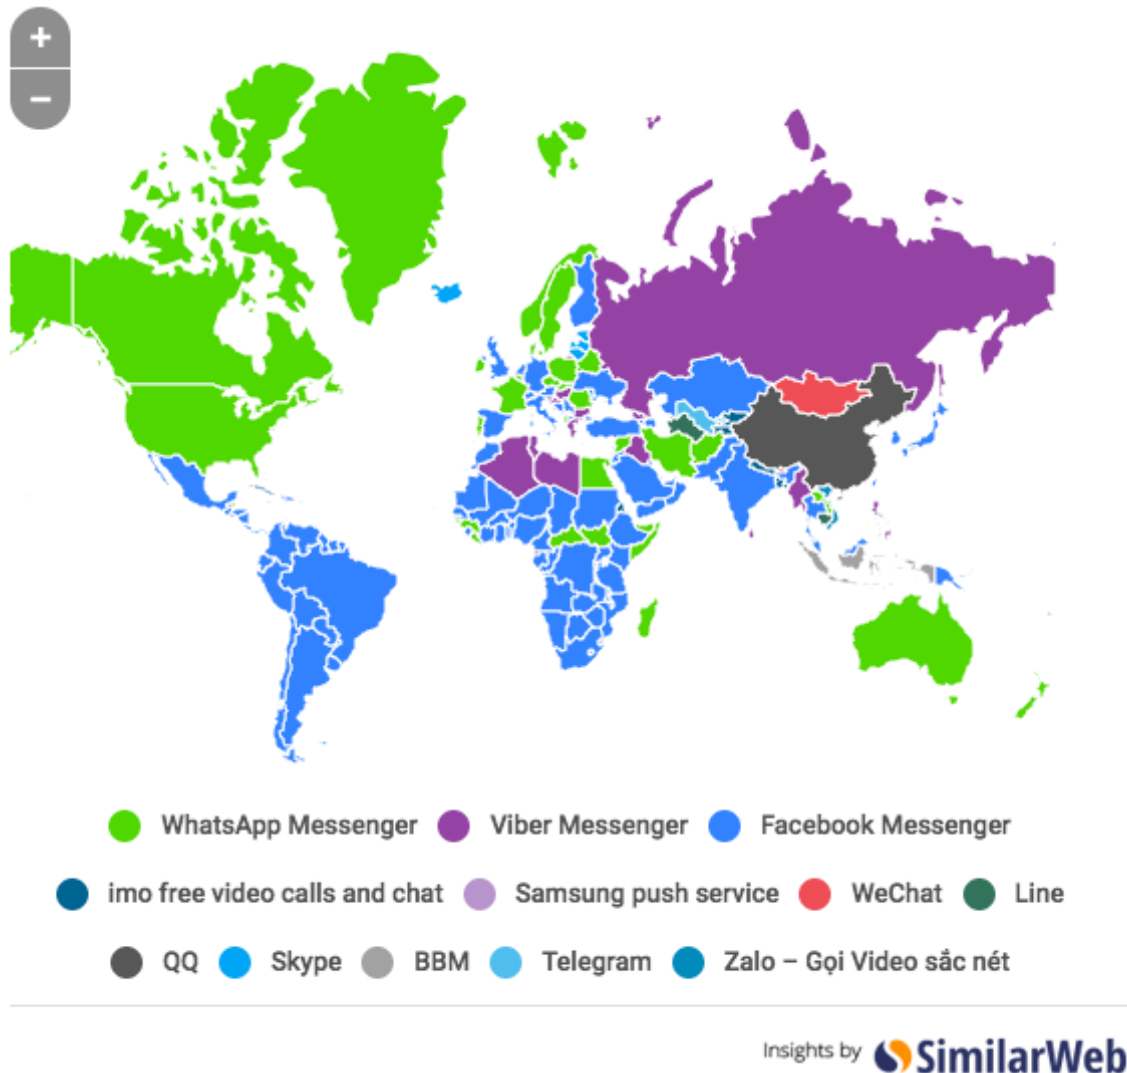 +
−
WhatsApp Messenger Viber Messenger Facebook Messenger
imo free video calls and chat Samsung push service WeChat Line
QQ Skype BBM Telegram Zalo – Gọi Video sắc nét
Insights by SimilarWeb